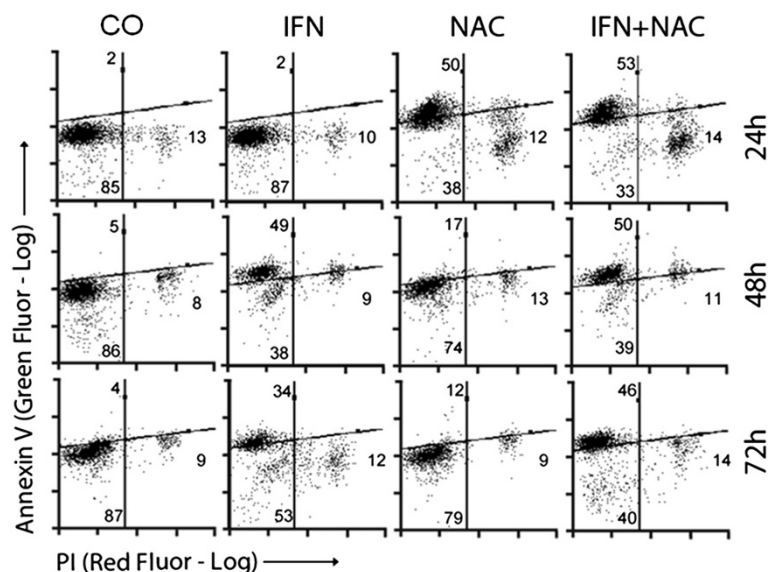 CO IFN NAC IFN+NAC
2 2 50 53
13 10 12 14
85 87 38 33
24h
5 49 17 50
8 9 13 11
86 38 74 39
48h
4 34 12 46
9 12 9 14
87 53 79 40
72h
Annexin V (Green Fluor - Log)
PI (Red Fluor - Log)